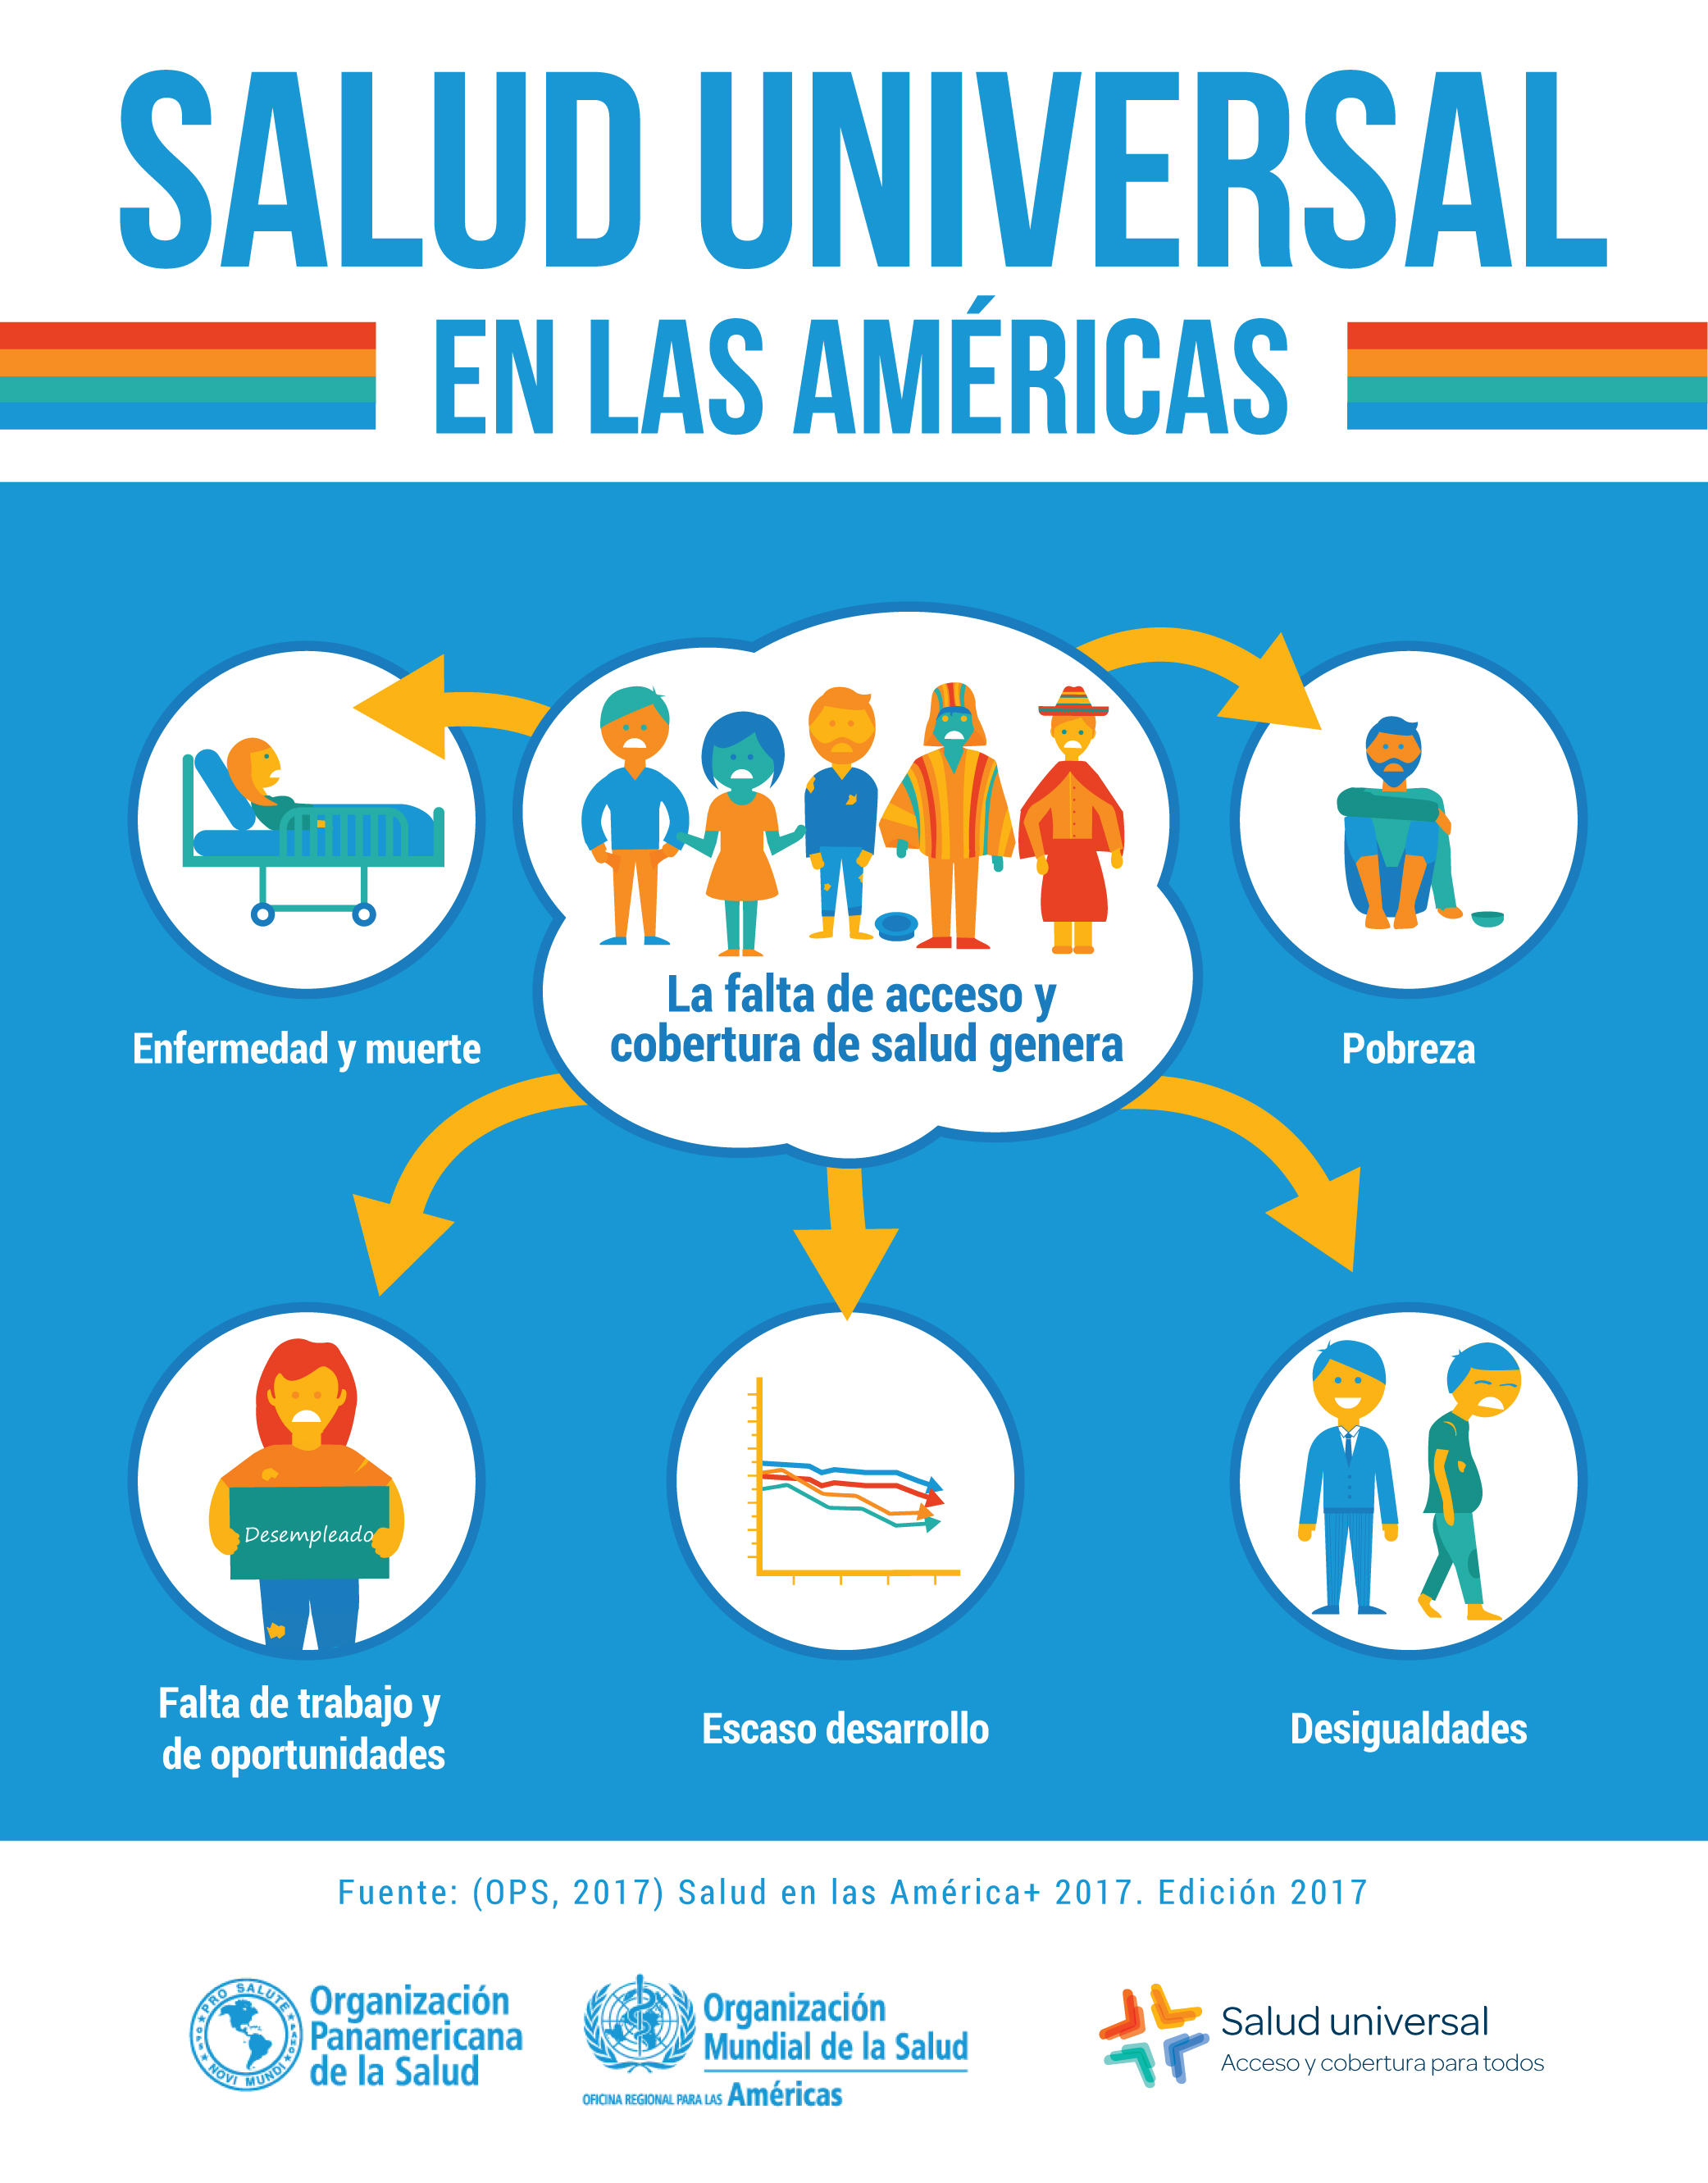 SALUD UNIVERSAL
EN LAS AMÉRICAS
La falta de acceso y
cobertura de salud genera
Enfermedad y muerte
Pobreza
Desempleado
Falta de trabajo y
de oportunidades
Escaso desarrollo
Desigualdades
Fuente: (OPS, 2017) Salud en las América+ 2017. Edición 2017
PRO SALUTE
NOVI MUNDI
Organización
Panamericana
de la Salud
Organización
Mundial de la Salud
OFICINA REGIONAL PARA LAS Américas
Salud universal
Acceso y cobertura para todos